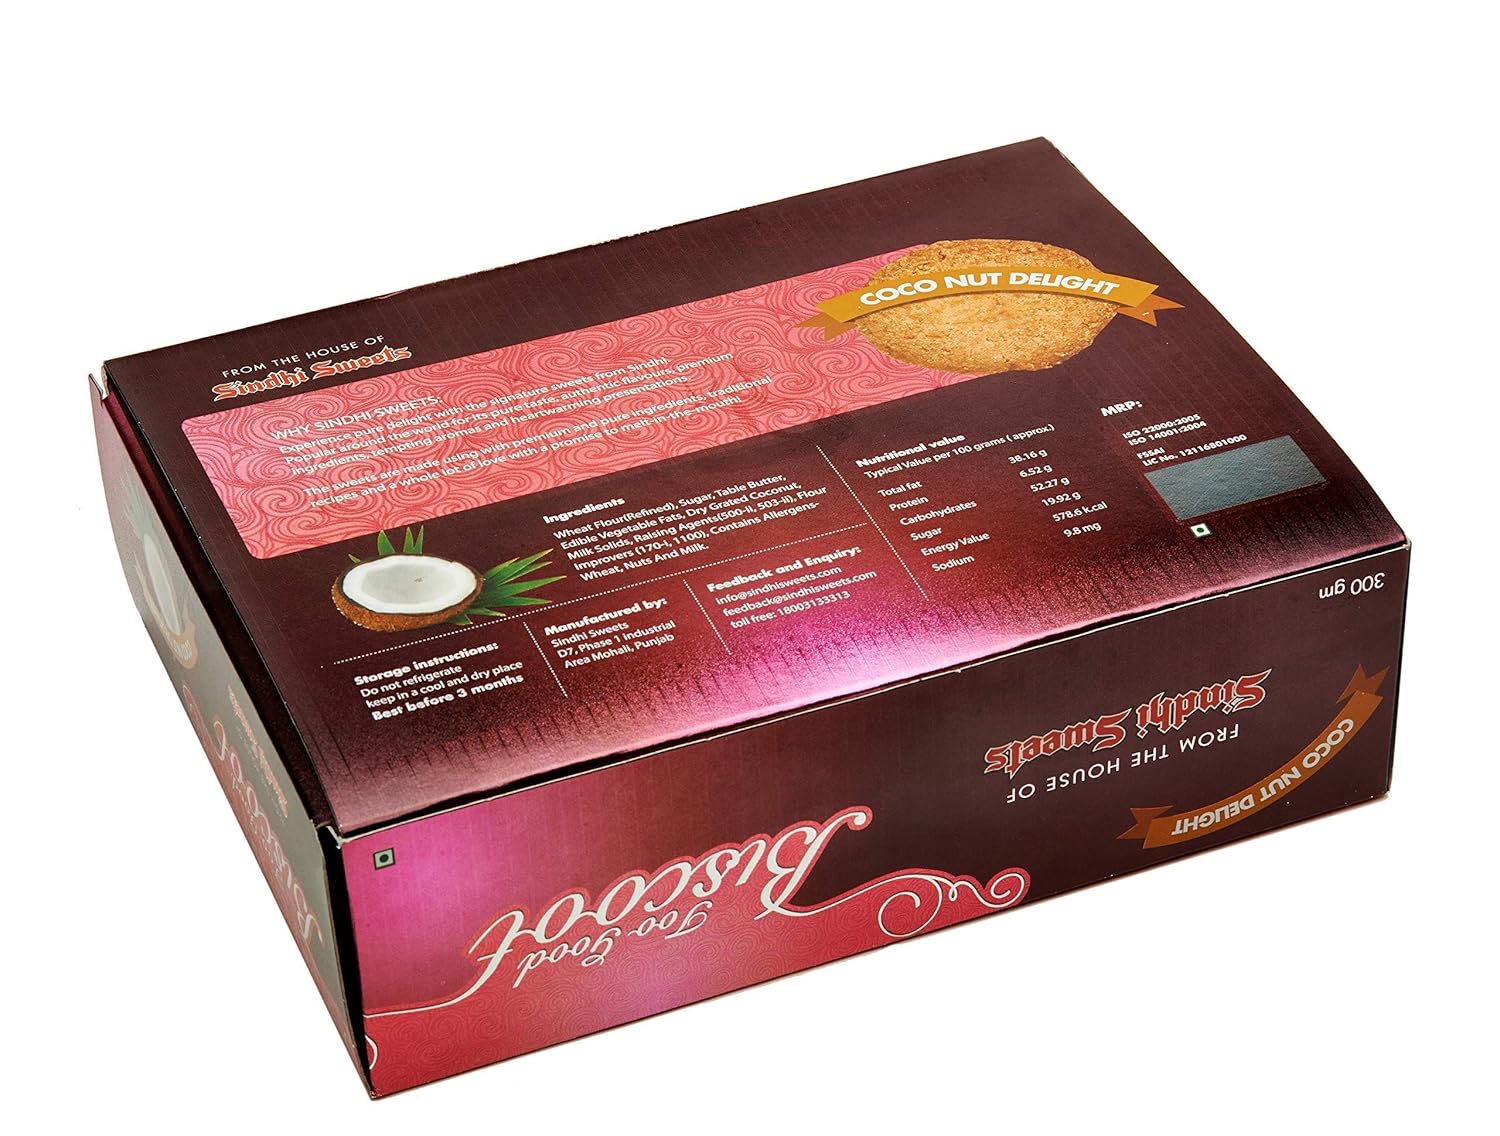 FROM THE HOUSE OF
Sindhi Sweets
COCO NUT DELIGHT
WHY SINDHI SWEETS:
Experience pure delight with the signature sweets from Sindhi.
Popular around the world for its pure taste, authentic flavours, premium
ingredients, tempting aromas and heartwarming presentations.
The sweets are made using with premium and pure ingredients, traditional
recipes and a whole lot of love with a promise to melt-in-the-mouth!
Ingredients
Wheat Flour(Refined), Sugar, Table Butter,
Edible Vegetable Fats, Dry Grated Coconut,
Milk Solids, Raising Agents(500-i), 503-ii), Flour
Improvers (170-i, 1100), Contains Allergens-
Wheat, Nuts And Milk.
Storage instructions:
Do not refrigerate
keep in a cool and dry place
Best before 3 months
Manufactured by:
Sindhi Sweets
D7, Phase 1 Industrial
Area Mohali, Punjab
Feedback and Enquiry:
info@sindhisweets.com
feedback@sindhisweets.com
toll free: 18003133313
Nutritional value
Typical Value per 100 grams ( approx.)
Total fat 38.16 g
Protein 6.52 g
Carbohydrates 52.27 g
Sugar 19.92 g
Energy Value 578.6 k.cal
Sodium 9.8 mg
MRP:
ISO 22000:2005
ISO 14001:2004
FSSAI
LIC No. 12116801000
300 gm
COCO NUT DELIGHT
FROM THE HOUSE OF
Sindhi Sweets
Too Good
Biscoot
Biscoot